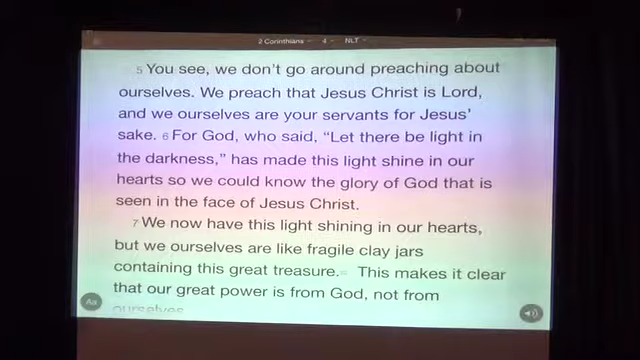 2 Corinthians 4 NLT
5 You see, we don't go around preaching about
ourselves. We preach that Jesus Christ is Lord,
and we ourselves are your servants for Jesus'
sake. 6 For God, who said, “Let there be light in
the darkness,” has made this light shine in our
hearts so we could know the glory of God that is
seen in the face of Jesus Christ.
7 We now have this light shining in our hearts,
but we ourselves are like fragile clay jars
containing this great treasure. This makes it clear
that our great power is from God, not from
ourselves
Aa